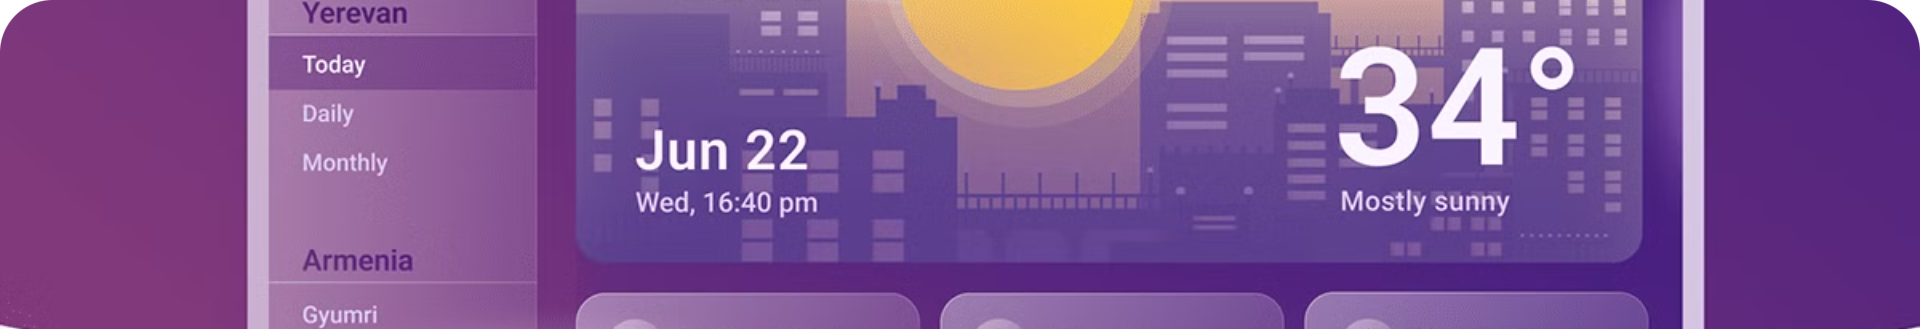 Yerevan
Today
Daily
Monthly
Armenia
Gyumri
Jun 22
Wed, 16:40 pm
34°
Mostly sunny